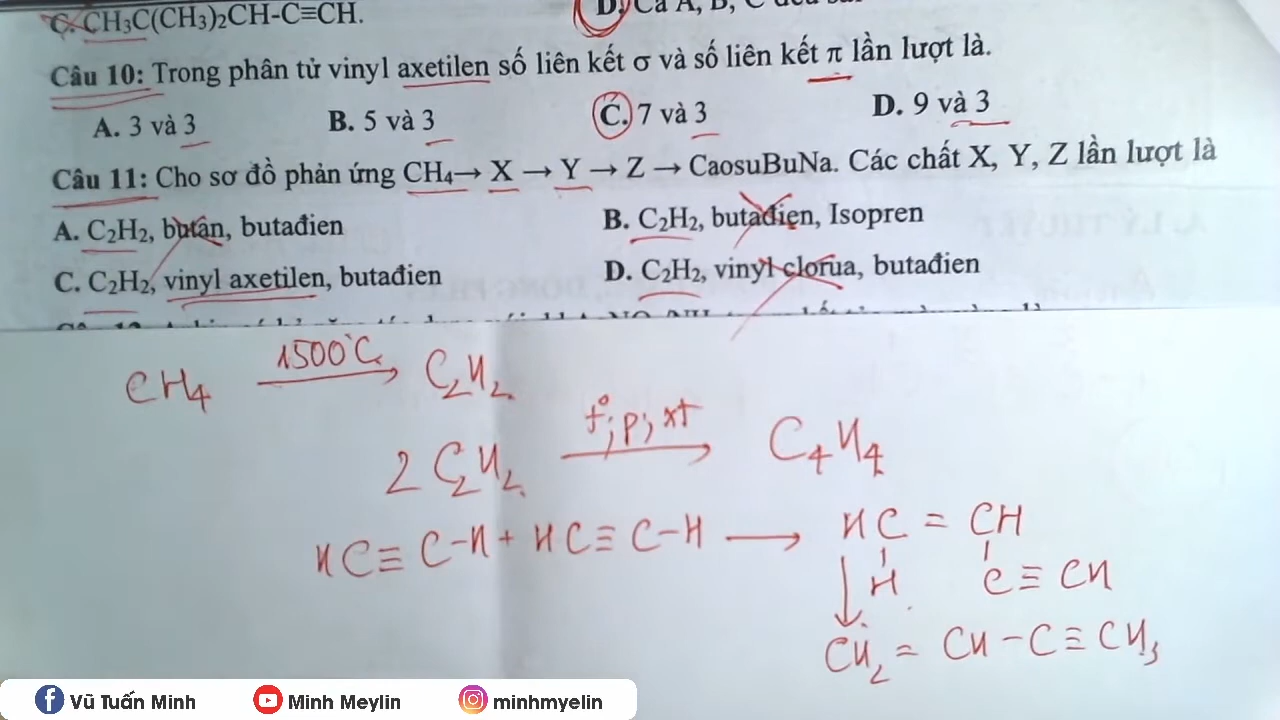 C. CH₃C(CH₃)₂CH-C≡CH. D. Cả A, B, C đều sai
Câu 10: Trong phân tử vinyl axetilen số liên kết σ và số liên kết π lần lượt là.
A. 3 và 3 B. 5 và 3 C. 7 và 3 D. 9 và 3
Câu 11: Cho sơ đồ phản ứng CH₄→ X → Y → Z → CaosuBuNa. Các chất X, Y, Z lần lượt là
A. C₂H₂, butan, butađien B. C₂H₂, butađien, Isopren
C. C₂H₂, vinyl axetilen, butađien D. C₂H₂, vinyl clorua, butađien
CH₄ 1500°C → C₂H₂
2C₂H₂ t°; p; xt → C₄H₄
HC≡C-H + HC≡C-H → HC = CH
H C≡CH
↓
CH₂ = CH - C≡CH₃
Vũ Tuấn Minh Minh Meylin minhmyelin